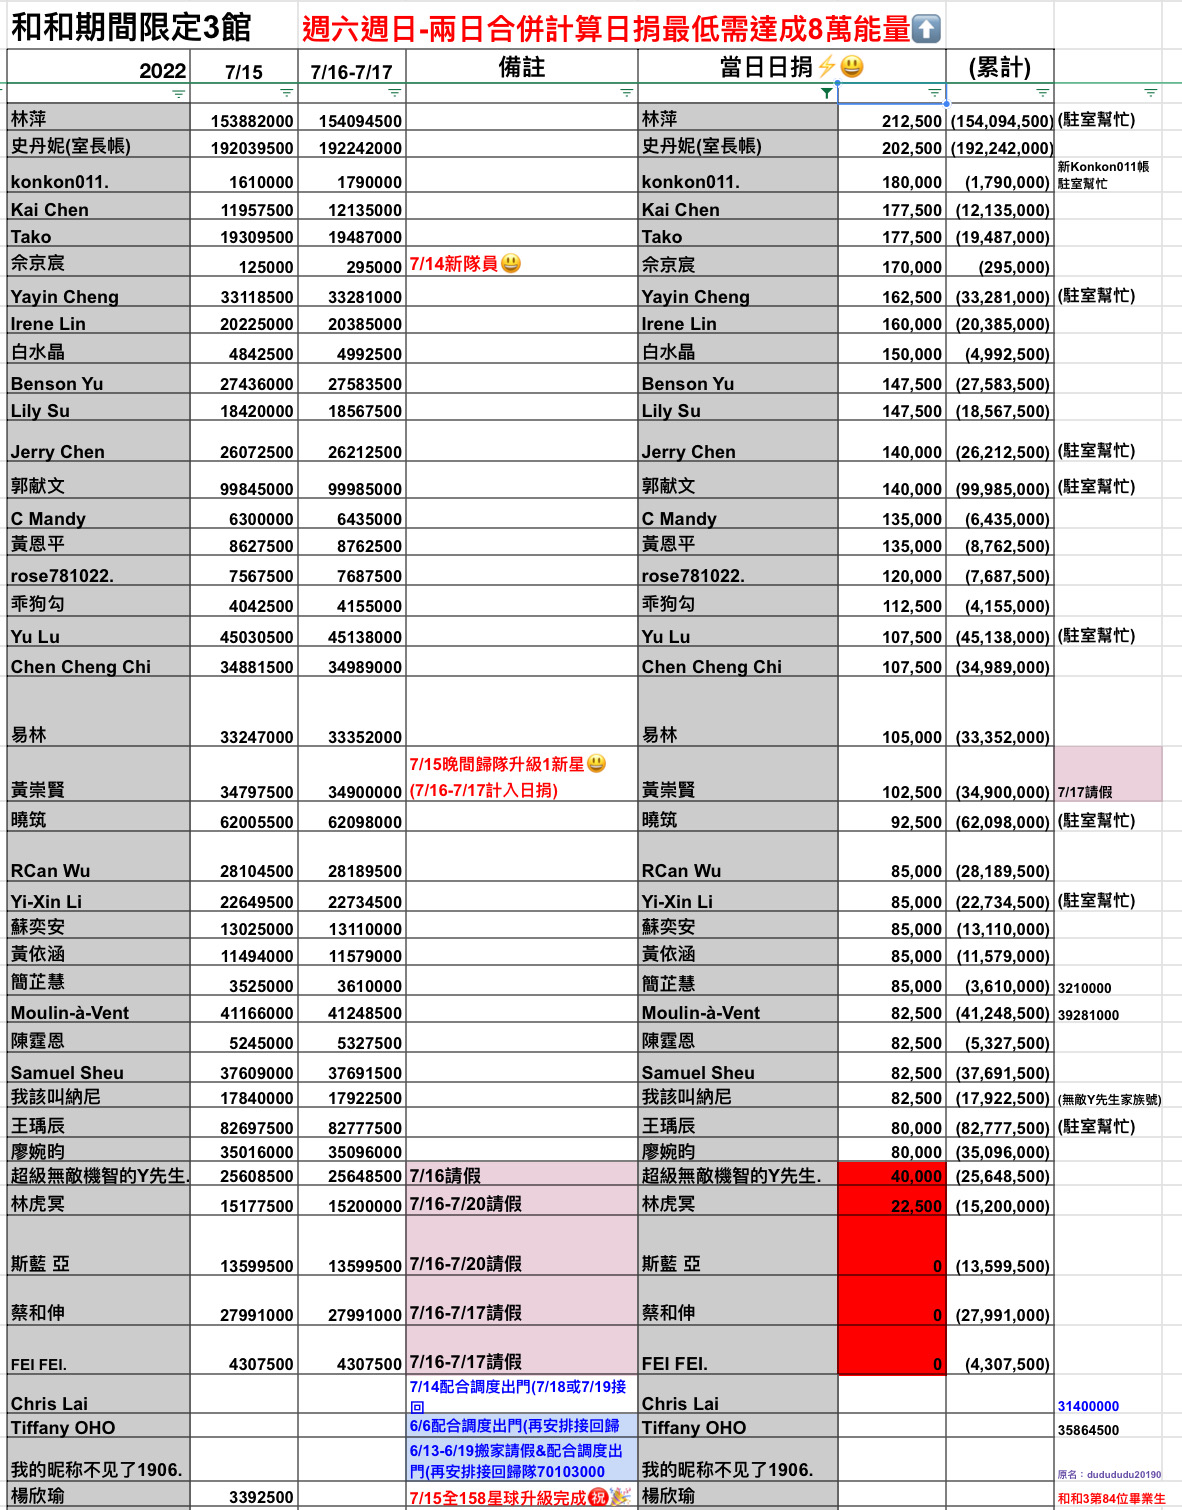 和和期間限定3館 週六週日-兩日合併計算日捐最低需達成8萬能量⬆️
2022 7/15 7/16-7/17 備註 當日日捐⚡😃 (累計)
林萍 153882000 154094500 林萍 212,500 (154,094,500) (駐室幫忙)
史丹妮(室長帳) 192039500 192242000 史丹妮(室長帳) 202,500 (192,242,000)
konkon011. 1610000 1790000 konkon011. 180,000 (1,790,000) 新Konkon011帳
駐室幫忙
Kai Chen 11957500 12135000 Kai Chen 177,500 (12,135,000)
Tako 19309500 19487000 Tako 177,500 (19,487,000)
佘京宸 125000 295000 7/14新隊員😃 佘京宸 170,000 (295,000)
Yayin Cheng 33118500 33281000 Yayin Cheng 162,500 (33,281,000) (駐室幫忙)
Irene Lin 20225000 20385000 Irene Lin 160,000 (20,385,000)
白水晶 4842500 4992500 白水晶 150,000 (4,992,500)
Benson Yu 27436000 27583500 Benson Yu 147,500 (27,583,500)
Lily Su 18420000 18567500 Lily Su 147,500 (18,567,500)
Jerry Chen 26072500 26212500 Jerry Chen 140,000 (26,212,500) (駐室幫忙)
郭献文 99845000 99985000 郭献文 140,000 (99,985,000) (駐室幫忙)
C Mandy 6300000 6435000 C Mandy 135,000 (6,435,000)
黃恩平 8627500 8762500 黃恩平 135,000 (8,762,500)
rose781022. 7567500 7687500 rose781022. 120,000 (7,687,500)
乖狗勾 4042500 4155000 乖狗勾 112,500 (4,155,000)
Yu Lu 45030500 45138000 Yu Lu 107,500 (45,138,000) (駐室幫忙)
Chen Cheng Chi 34881500 34989000 Chen Cheng Chi 107,500 (34,989,000)
易林 33247000 33352000 易林 105,000 (33,352,000)
7/15晚間歸隊升級1新星😃
黃崇賢 34797500 34900000 (7/16-7/17計入日捐) 黃崇賢 102,500 (34,900,000) 7/17請假
曉筑 62005500 62098000 曉筑 92,500 (62,098,000) (駐室幫忙)
RCan Wu 28104500 28189500 RCan Wu 85,000 (28,189,500)
Yi-Xin Li 22649500 22734500 Yi-Xin Li 85,000 (22,734,500) (駐室幫忙)
蘇奕安 13025000 13110000 蘇奕安 85,000 (13,110,000)
黃依涵 11494000 11579000 黃依涵 85,000 (11,579,000)
簡芷慧 3525000 3610000 簡芷慧 85,000 (3,610,000) 3210000
Moulin-à-Vent 41166000 41248500 Moulin-à-Vent 82,500 (41,248,500) 39281000
陳霆恩 5245000 5327500 陳霆恩 82,500 (5,327,500)
Samuel Sheu 37609000 37691500 Samuel Sheu 82,500 (37,691,500)
我該叫納尼 17840000 17922500 我該叫納尼 82,500 (17,922,500) (無敵Y先生家族號)
王瑀辰 82697500 82777500 王瑀辰 80,000 (82,777,500) (駐室幫忙)
廖婉昀 35016000 35096000 廖婉昀 80,000 (35,096,000)
超級無敵機智的Y先生. 25608500 25648500 7/16請假 超級無敵機智的Y先生. 40,000 (25,648,500)
林虎冥 15177500 15200000 7/16-7/20請假 林虎冥 22,500 (15,200,000)
斯藍 亞 13599500 13599500 7/16-7/20請假 斯藍 亞 0 (13,599,500)
蔡和伸 27991000 27991000 7/16-7/17請假 蔡和伸 0 (27,991,000)
FEI FEI. 4307500 4307500 7/16-7/17請假 FEI FEI. 0 (4,307,500)
7/14配合調度出門(7/18或7/19接
Chris Lai 回 Chris Lai 31400000
Tiffany OHO 6/6配合調度出門(再安排接回歸 Tiffany OHO 35864500
6/13-6/19搬家請假&配合調度出
我的昵称不见了1906. 門(再安排接回歸隊70103000 我的昵称不见了1906. 原名：dudududu20190
楊欣瑜 3392500 7/15全158星球升級完成㊗️🎉 楊欣瑜 和和3第84位畢業生